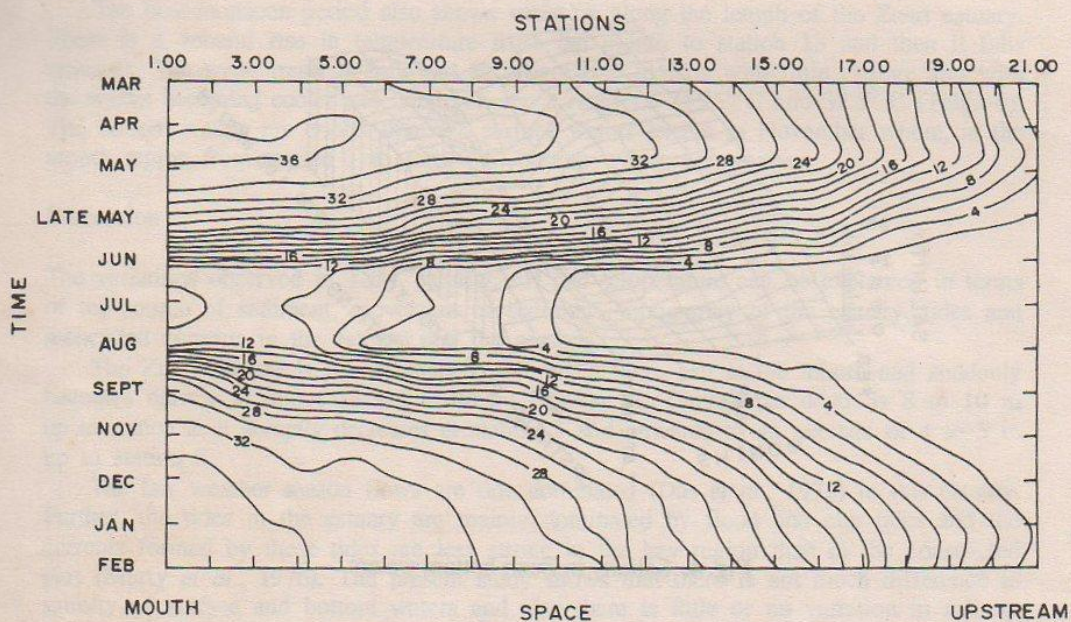 STATIONS
1.00 3.00 5.00 7.00 9.00 11.00 13.00 15.00 17.00 19.00 21.00
MAR
APR
36 32 28 24 20 16 12 8
MAY
32 28 24 4
LATE MAY
20 16 12 8
JUN
16 12 8 4
TIME
JUL
AUG
12 4
16 8
20 12
SEPT
24 16 8 4
28 20
NOV
32 24
28
DEC
12
JAN
FEB
MOUTH SPACE UPSTREAM